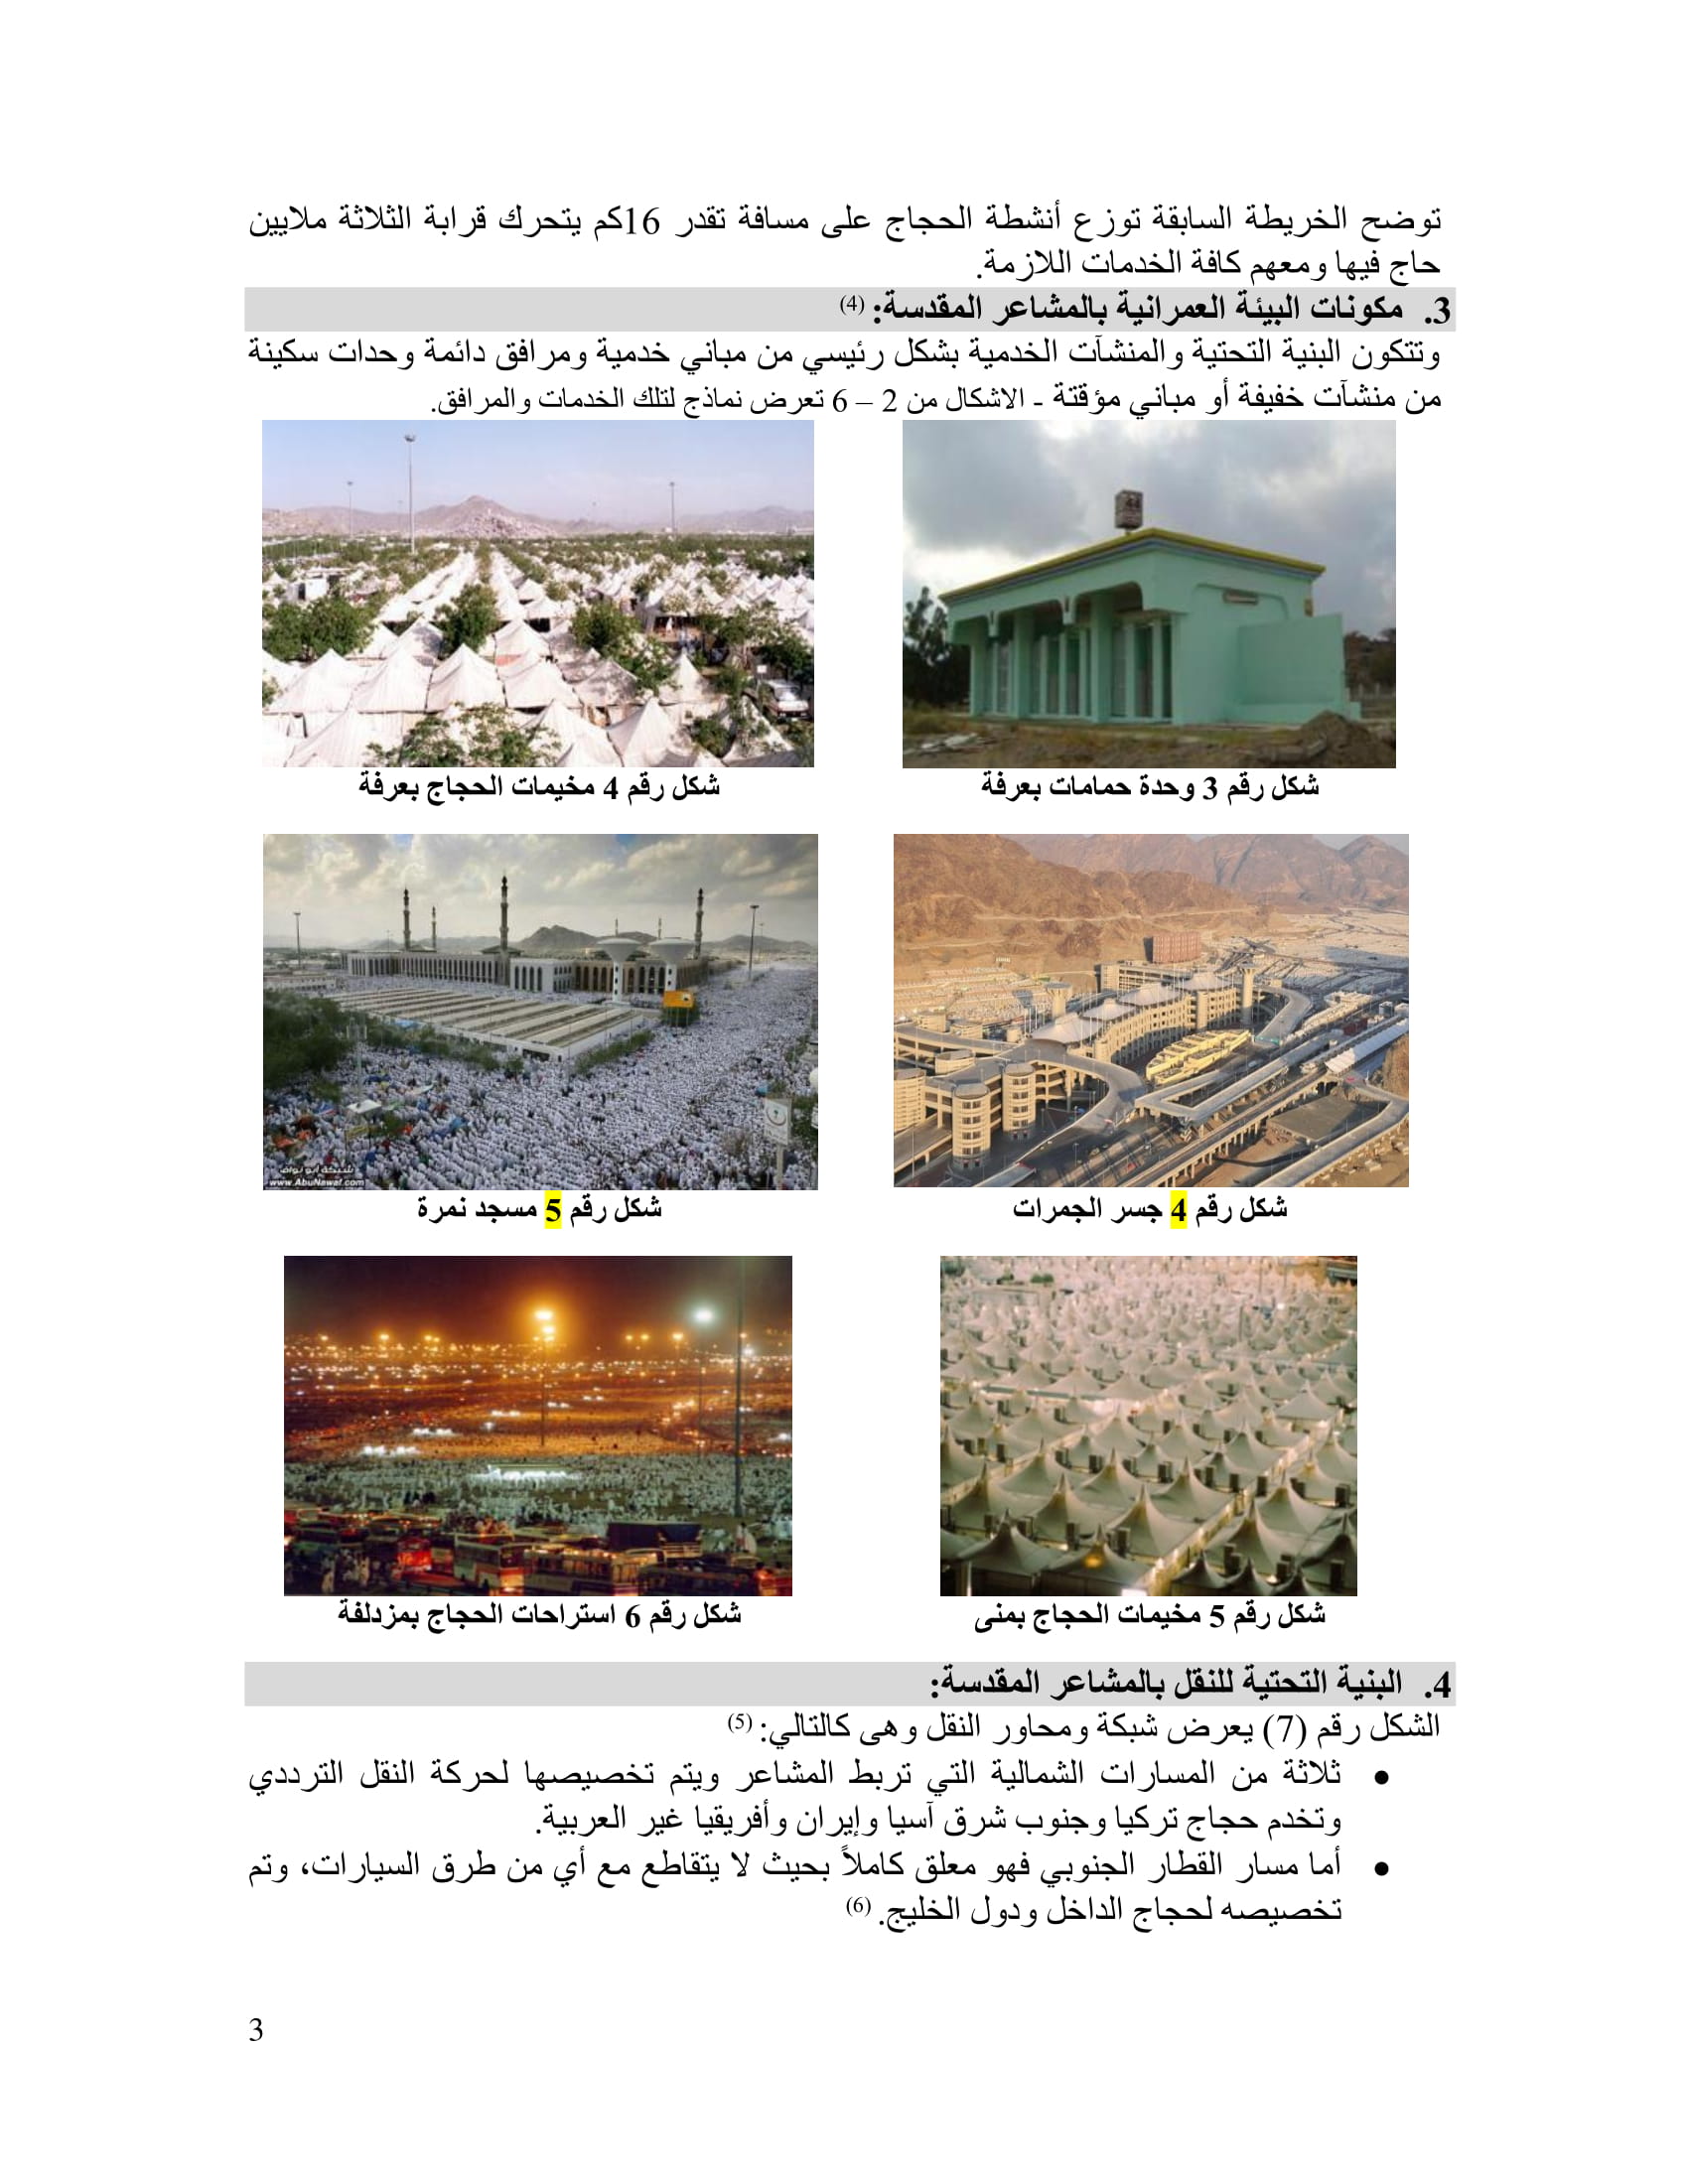 توضح الخريطة السابقة توزع أنشطة الحجاج على مسافة تقدر 16كم يتحرك قرابة الثلاثة ملايين
حاج فيها ومعهم كافة الخدمات اللازمة.
3. مكونات البيئة العمرانية بالمشاعر المقدسة: (4)
وتتكون البنية التحتية والمنشآت الخدمية بشكل رئيسي من مباني خدمية ومرافق دائمة وحدات سكينة
من منشآت خفيفة أو مباني مؤقتة - الاشكال من 2 – 6 تعرض نماذج لتلك الخدمات والمرافق.
شكل رقم 3 وحدة حمامات بعرفة
شكل رقم 4 مخيمات الحجاج بعرفة
شبكة أبو نواف
www.AbuNawaf.com
شكل رقم 4 جسر الجمرات
شكل رقم 5 مسجد نمرة
شكل رقم 5 مخيمات الحجاج بمنى
شكل رقم 6 استراحات الحجاج بمزدلفة
4. البنية التحتية للنقل بالمشاعر المقدسة:
الشكل رقم (7) يعرض شبكة ومحاور النقل وهى كالتالي: (5)
• ثلاثة من المسارات الشمالية التي تربط المشاعر ويتم تخصيصها لحركة النقل الترددي
وتخدم حجاج تركيا وجنوب شرق آسيا وإيران وأفريقيا غير العربية.
• أما مسار القطار الجنوبي فهو معلق كاملاً بحيث لا يتقاطع مع أي من طرق السيارات، وتم
تخصيصه لحجاج الداخل ودول الخليج. (6)
3